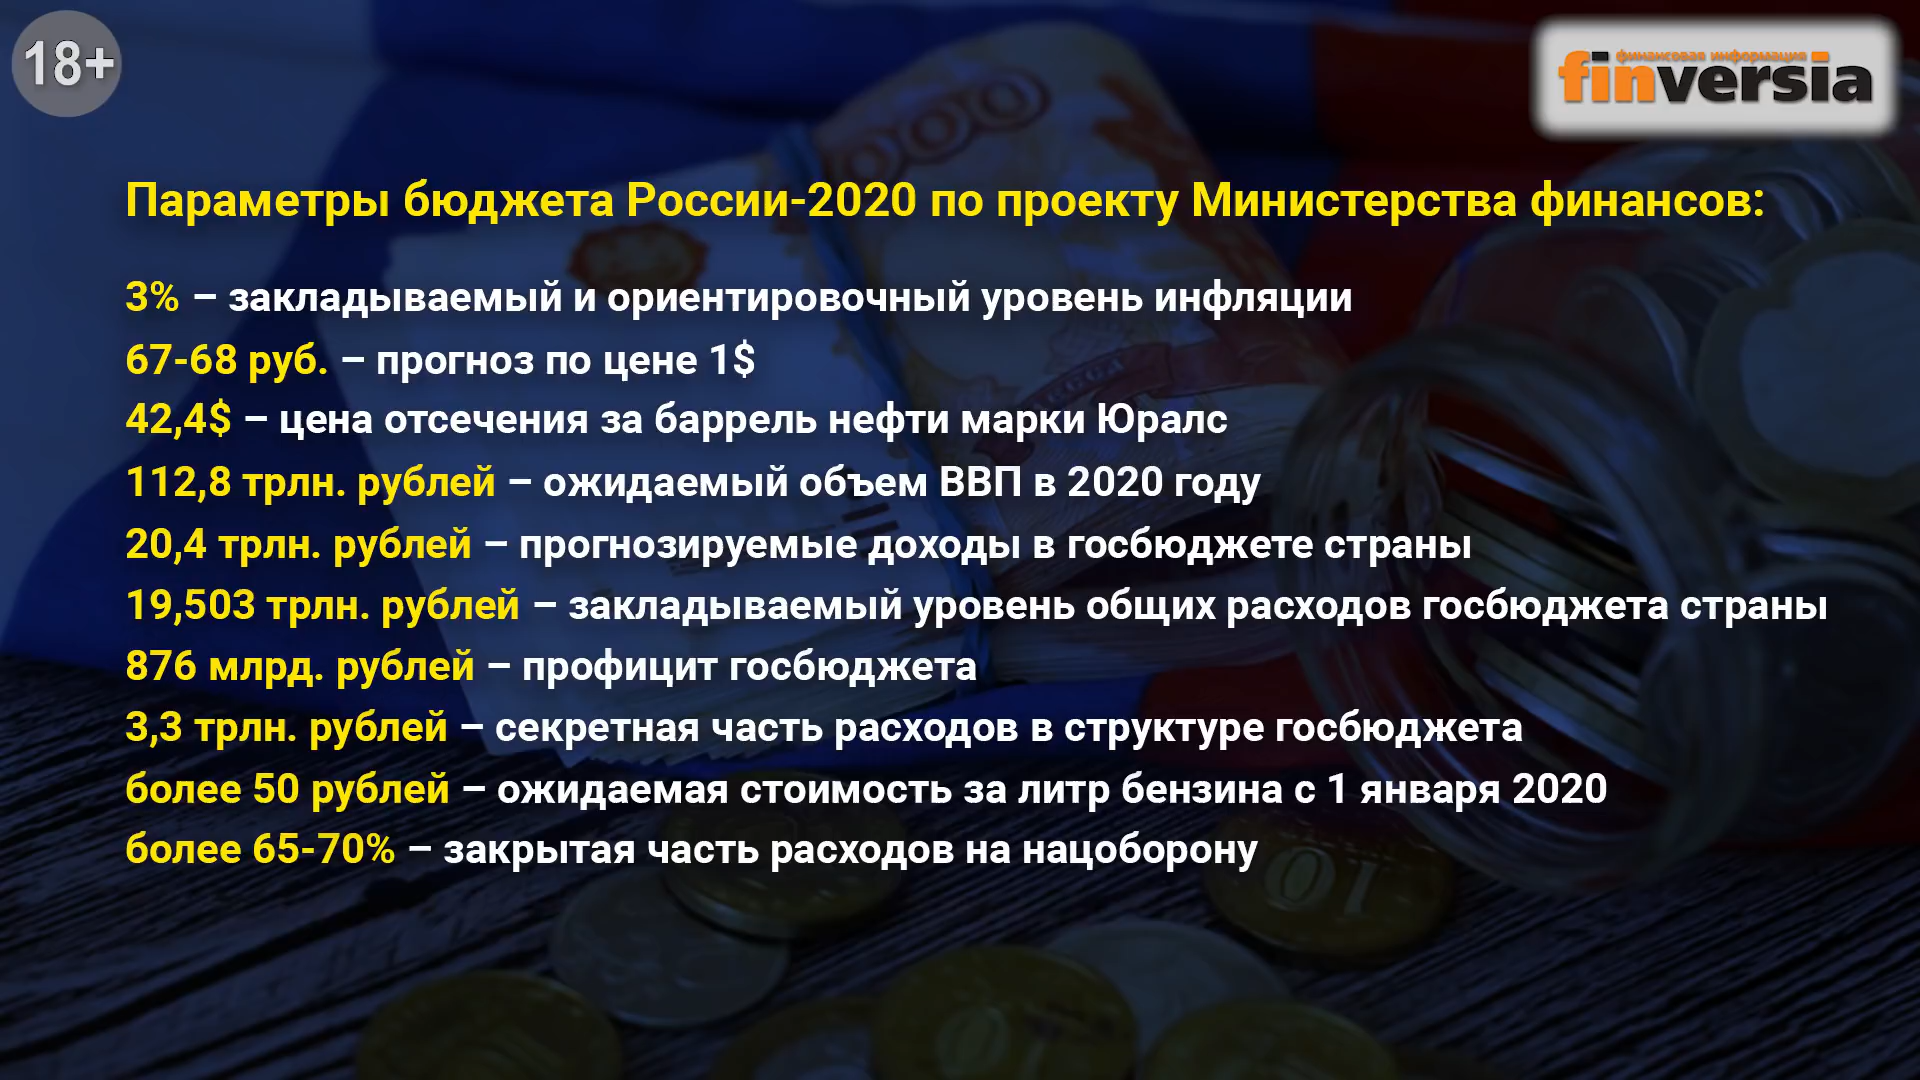 18+
финансовая информация
finversia
Параметры бюджета России-2020 по проекту Министерства финансов:
3% – закладываемый и ориентировочный уровень инфляции
67-68 руб. – прогноз по цене 1$
42,4$ – цена отсечения за баррель нефти марки Юралс
112,8 трлн. рублей – ожидаемый объем ВВП в 2020 году
20,4 трлн. рублей – прогнозируемые доходы в госбюджете страны
19,503 трлн. рублей – закладываемый уровень общих расходов госбюджета страны
876 млрд. рублей – профицит госбюджета
3,3 трлн. рублей – секретная часть расходов в структуре госбюджета
более 50 рублей – ожидаемая стоимость за литр бензина с 1 января 2020
более 65-70% – закрытая часть расходов на нацоборону
10